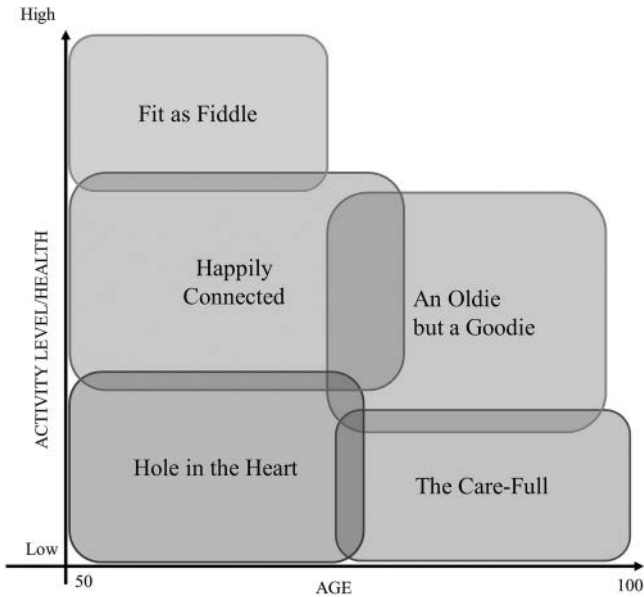 High
Fit as Fiddle
ACTIVITY LEVEL/HEALTH
Happily
Connected
An Oldie
but a Goodie
Hole in the Heart
The Care-Full
Low
50
AGE
100